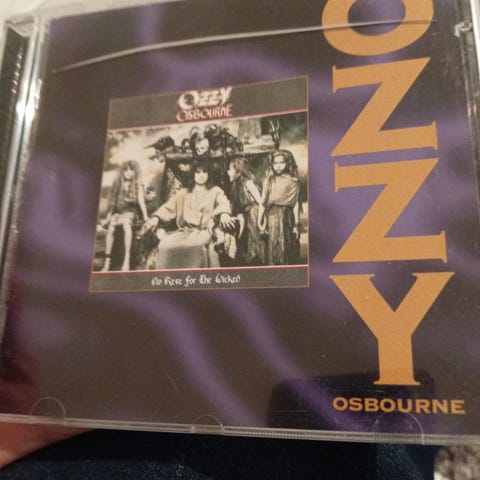 OZZY
OSBOURNE
OZZY
OSBOURNE
No Rest for The Wicked